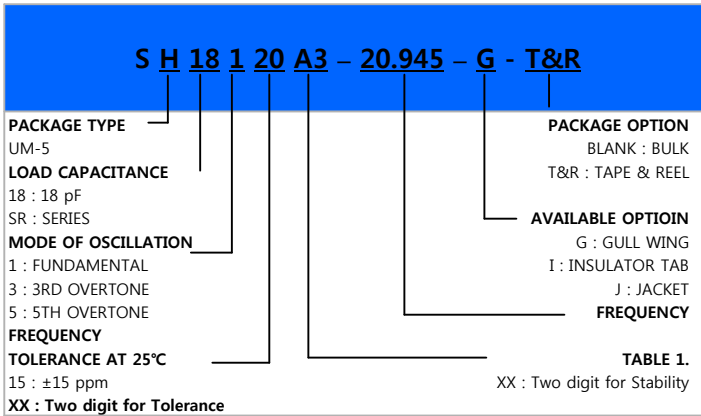 S H 18 1 20 A3 – 20.945 – G - T&R
PACKAGE TYPE
UM-5
LOAD CAPACITANCE
18 : 18 pF
SR : SERIES
MODE OF OSCILLATION
1 : FUNDAMENTAL
3 : 3RD OVERTONE
5 : 5TH OVERTONE
FREQUENCY
TOLERANCE AT 25℃
15 : ±15 ppm
XX : Two digit for Tolerance
PACKAGE OPTION
BLANK : BULK
T&R : TAPE & REEL
AVAILABLE OPTIOIN
G : GULL WING
I : INSULATOR TAB
J : JACKET
FREQUENCY
TABLE 1.
XX : Two digit for Stability